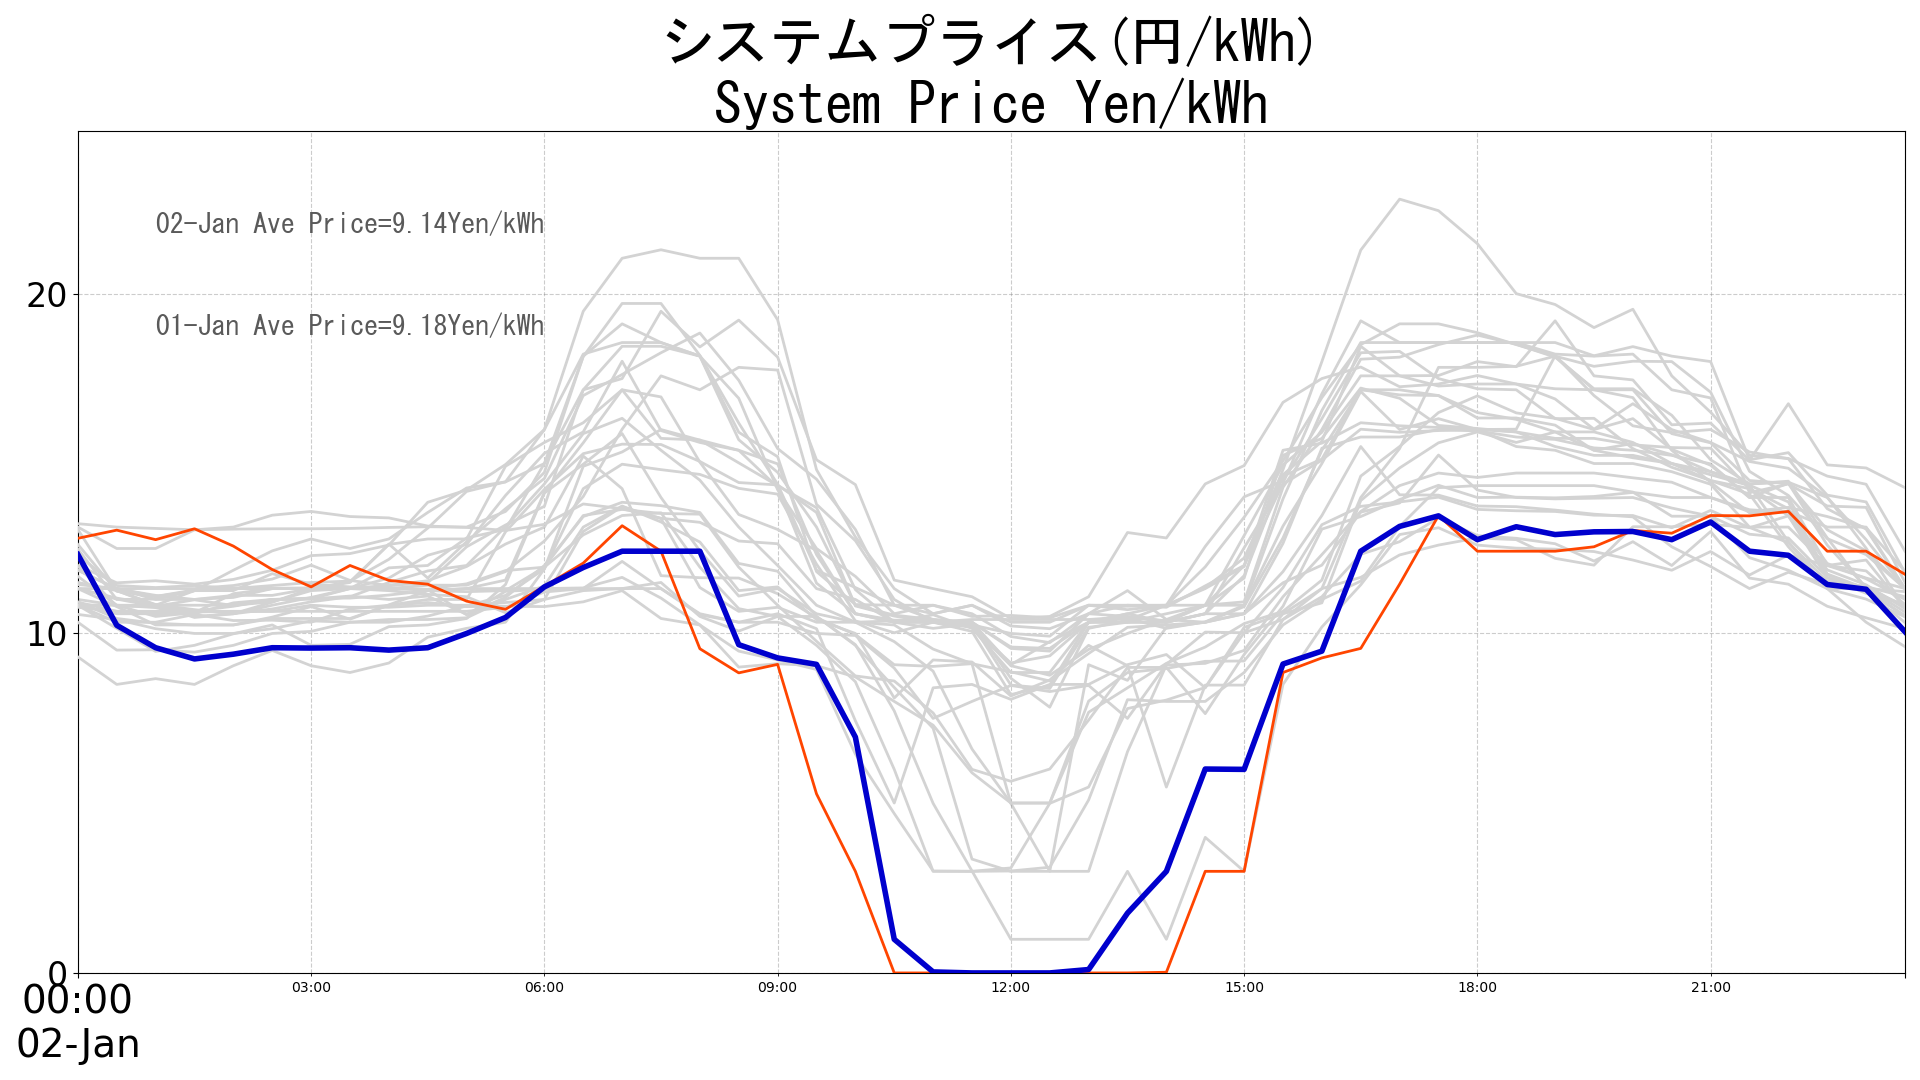 システムプライス(円/kWh)
System Price Yen/kWh
02-Jan Ave Price=9.14Yen/kWh
01-Jan Ave Price=9.18Yen/kWh
20
10
0
00:00
03:00
06:00
09:00
12:00
15:00
18:00
21:00
02-Jan